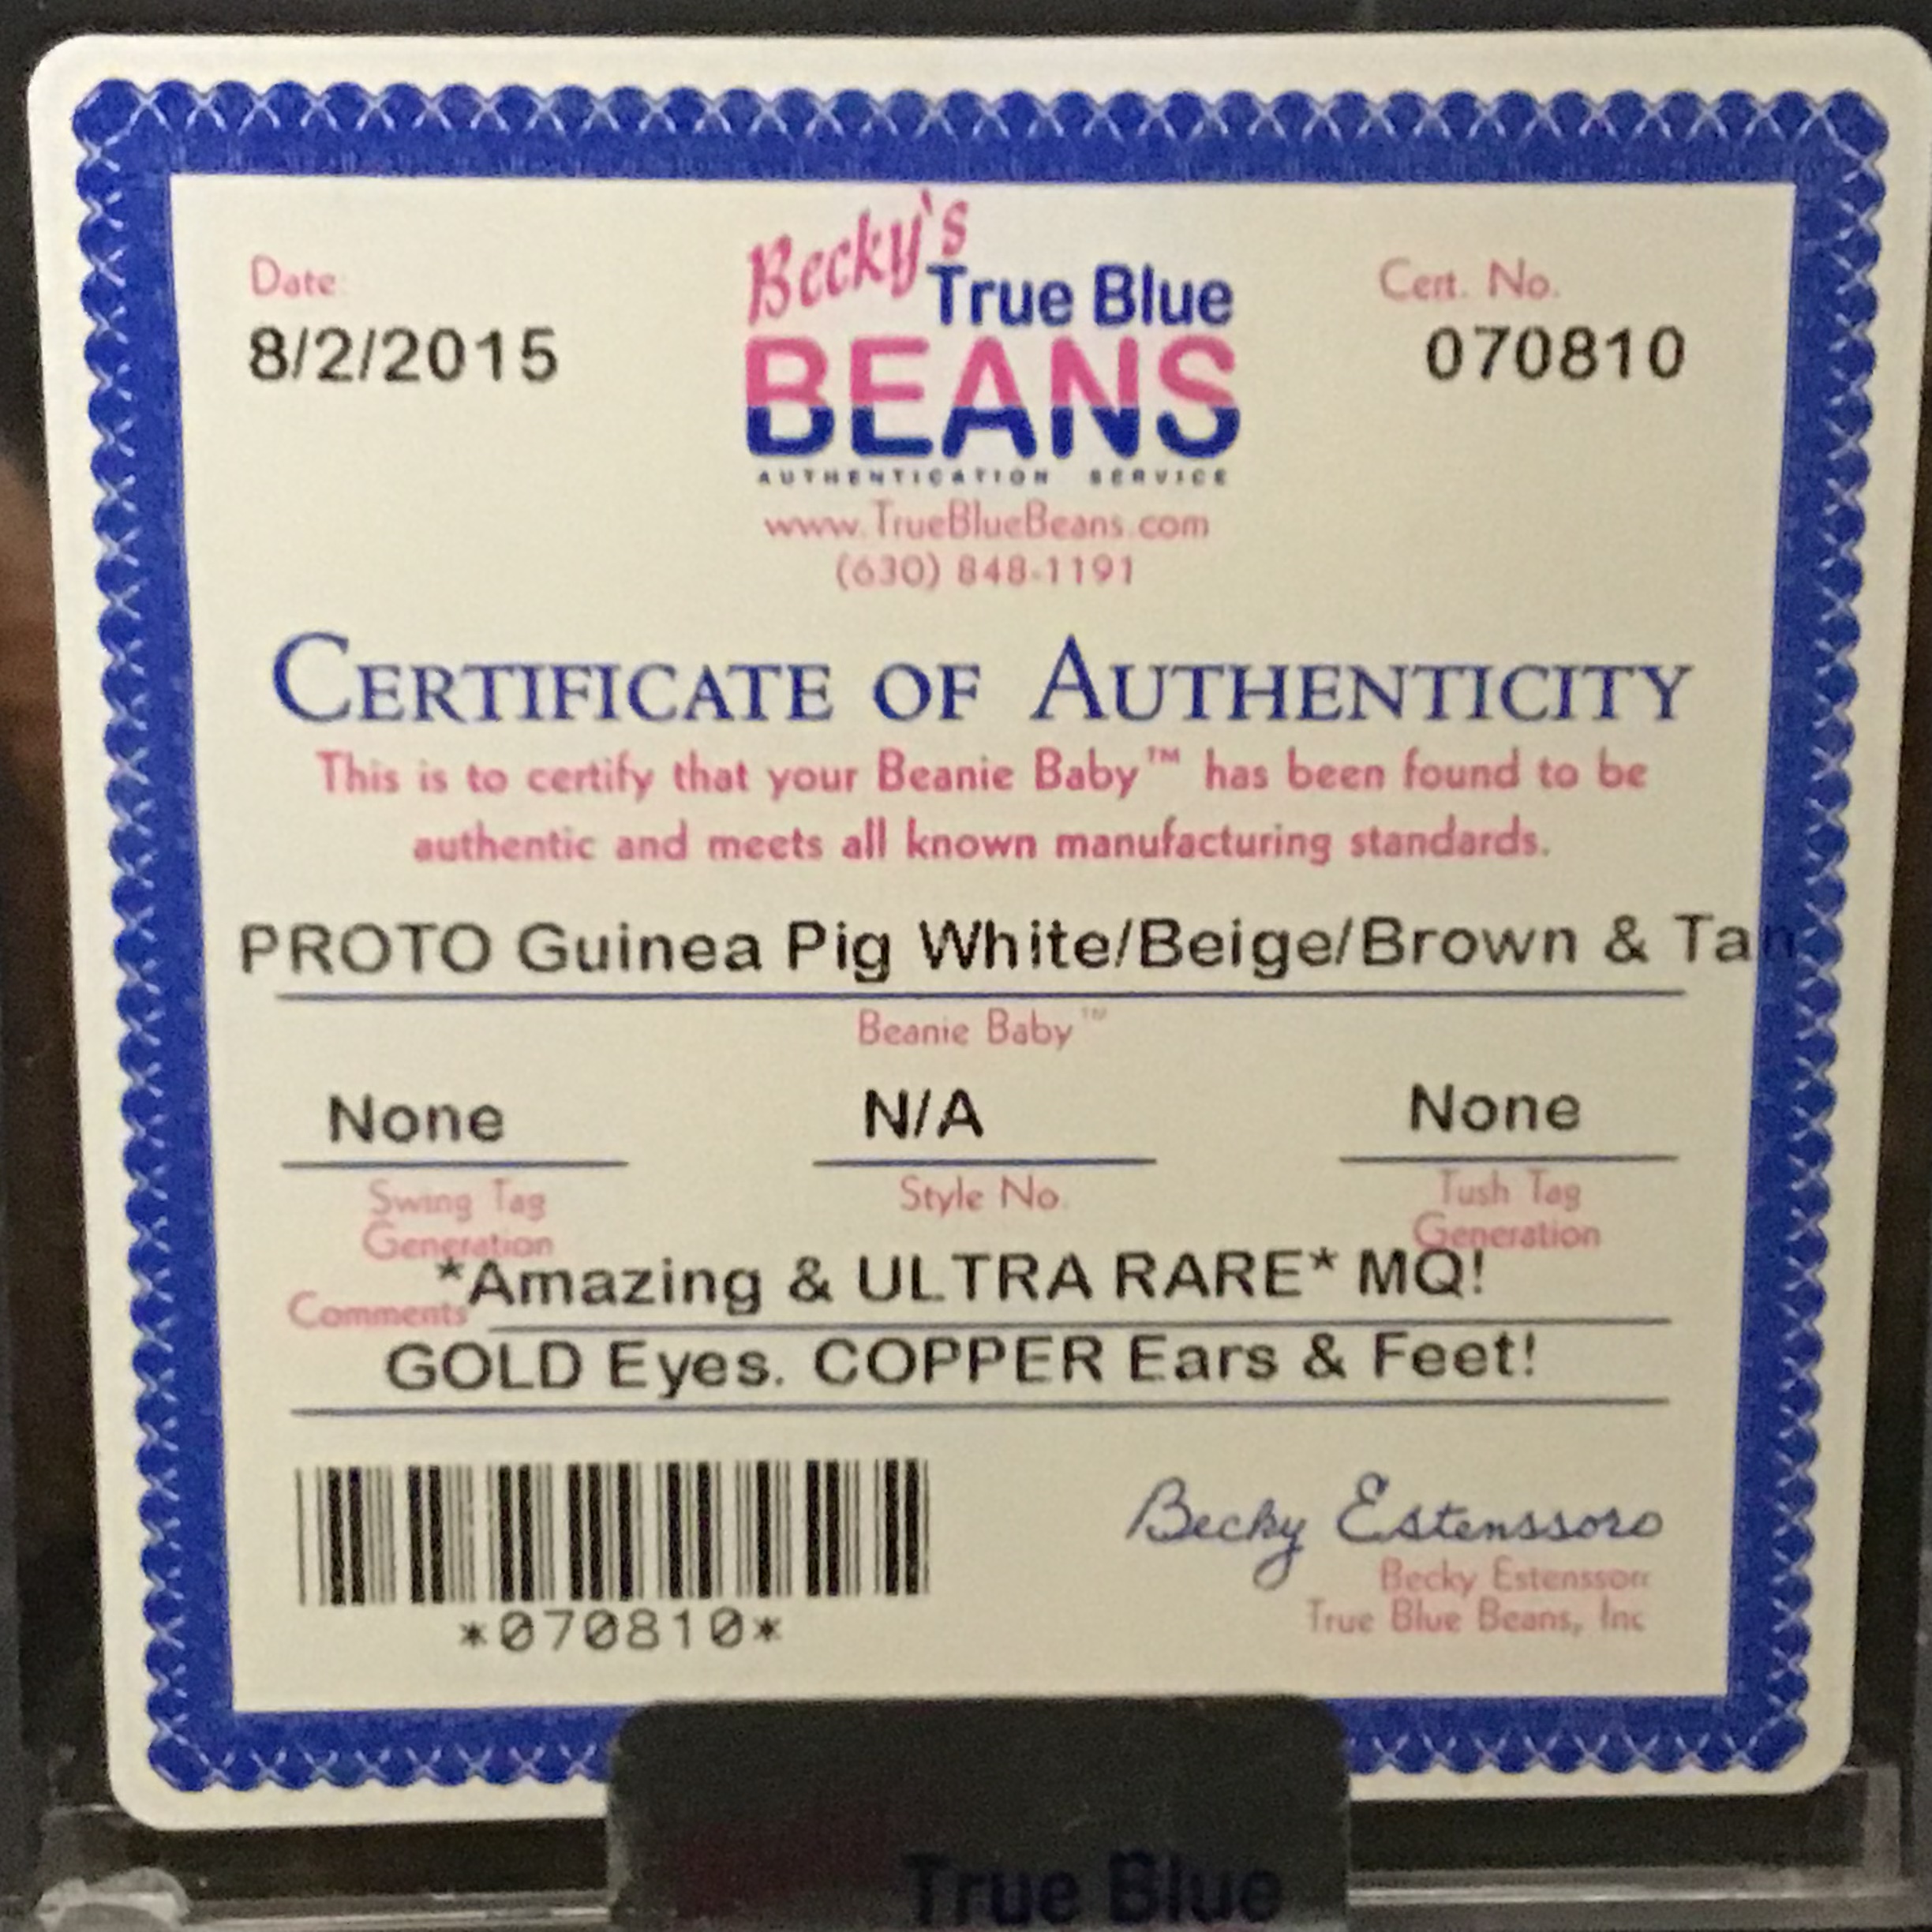 Date:
8/2/2015
Becky's
True Blue
BEANS
AUTHENTICATION SERVICE
www.TrueBlueBeans.com
(630) 848-1191
Cert. No.
070810
CERTIFICATE OF AUTHENTICITY
This is to certify that your Beanie Baby™ has been found to be
authentic and meets all known manufacturing standards.
PROTO Guinea Pig White/Beige/Brown & Tan
Beanie Baby™
None N/A None
Swing Tag Generation
Style No.
Tush Tag Generation
Comments *Amazing & ULTRA RARE* MQ!
GOLD Eyes. COPPER Ears & Feet!
*070810*
Becky Estenssoro
Becky Estenssoro
True Blue Beans, Inc
True Blue